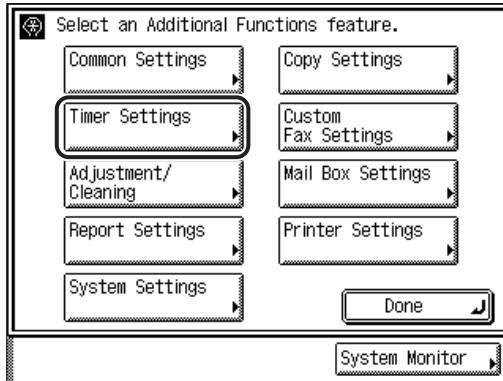 Select an Additional Functions feature.
Common Settings
Copy Settings
Timer Settings
Custom
Fax Settings
Adjustment/
Cleaning
Mail Box Settings
Report Settings
Printer Settings
System Settings
Done
System Monitor